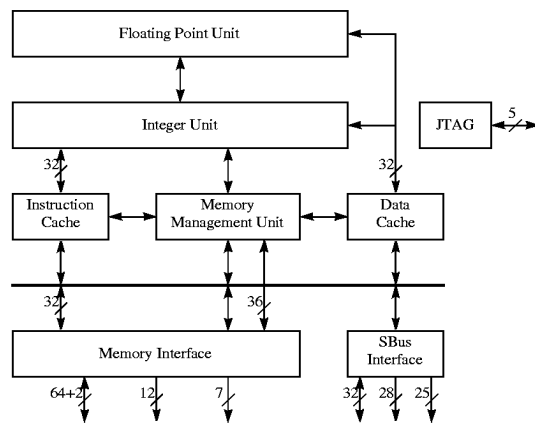 Floating Point Unit
Integer Unit
JTAG
5
32
32
Instruction
Cache
Memory
Management Unit
Data
Cache
32
36
Memory Interface
SBus
Interface
64+2
12
7
32
28
25